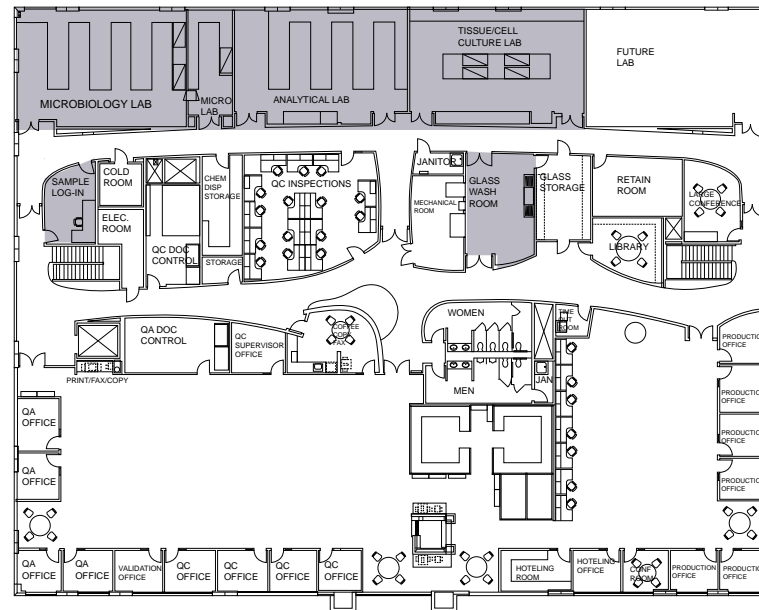 TISSUE/CELL
CULTURE LAB
FUTURE
LAB
MICROBIOLOGY LAB
MICRO
LAB
ANALYTICAL LAB
SAMPLE
LOG-IN
COLD
ROOM
ELEC.
ROOM
QC DOC
CONTROL
CHEM
DISP
STORAGE
STORAGE
QC INSPECTIONS
JANITOR
MECHANICAL
ROOM
GLASS
WASH
ROOM
GLASS
STORAGE
RETAIN
ROOM
LIBRARY
LARGE
CONFERENCE
QA DOC
CONTROL
QC
SUPERVISOR
OFFICE
COFFEE
COPY
FAX
WOMEN
MEN
JAN
TIME
OUT
ROOM
PRINT/FAX/COPY
PRODUCTION
OFFICE
PRODUCTION
OFFICE
PRODUCTION
OFFICE
PRODUCTION
OFFICE
QA
OFFICE
QA
OFFICE
QA
OFFICE
QA
OFFICE
VALIDATION
OFFICE
QC
OFFICE
QC
OFFICE
QC
OFFICE
QC
OFFICE
HOTELING
ROOM
HOTELING
OFFICE
CONF
ROOM
PRODUCTION
OFFICE
PRODUCTION
OFFICE